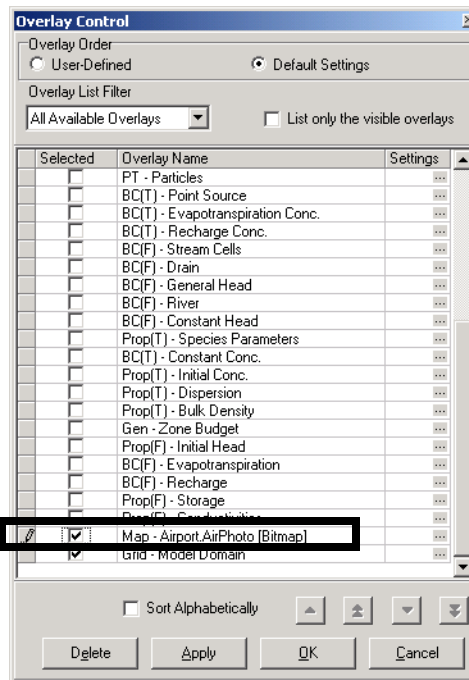 Overlay Control
Overlay Order
User-Defined
Default Settings
Overlay List Filter
All Available Overlays
List only the visible overlays
Selected Overlay Name Settings
PT - Particles ...
BC(T) - Point Source ...
BC(T) - Evapotranspiration Conc. ...
BC(T) - Recharge Conc. ...
BC(F) - Stream Cells ...
BC(F) - Drain ...
BC(F) - General Head ...
BC(F) - River ...
BC(F) - Constant Head ...
Prop(T) - Species Parameters ...
BC(T) - Constant Conc. ...
Prop(T) - Initial Conc. ...
Prop(T) - Dispersion ...
Prop(T) - Bulk Density ...
Gen - Zone Budget ...
Prop(F) - Initial Head ...
BC(F) - Evapotranspiration ...
BC(F) - Recharge ...
Prop(F) - Storage ...
Map - Airport.AirPhoto [Bitmap] ...
Grid - Model Domain ...
Sort Alphabetically
Delete Apply OK Cancel